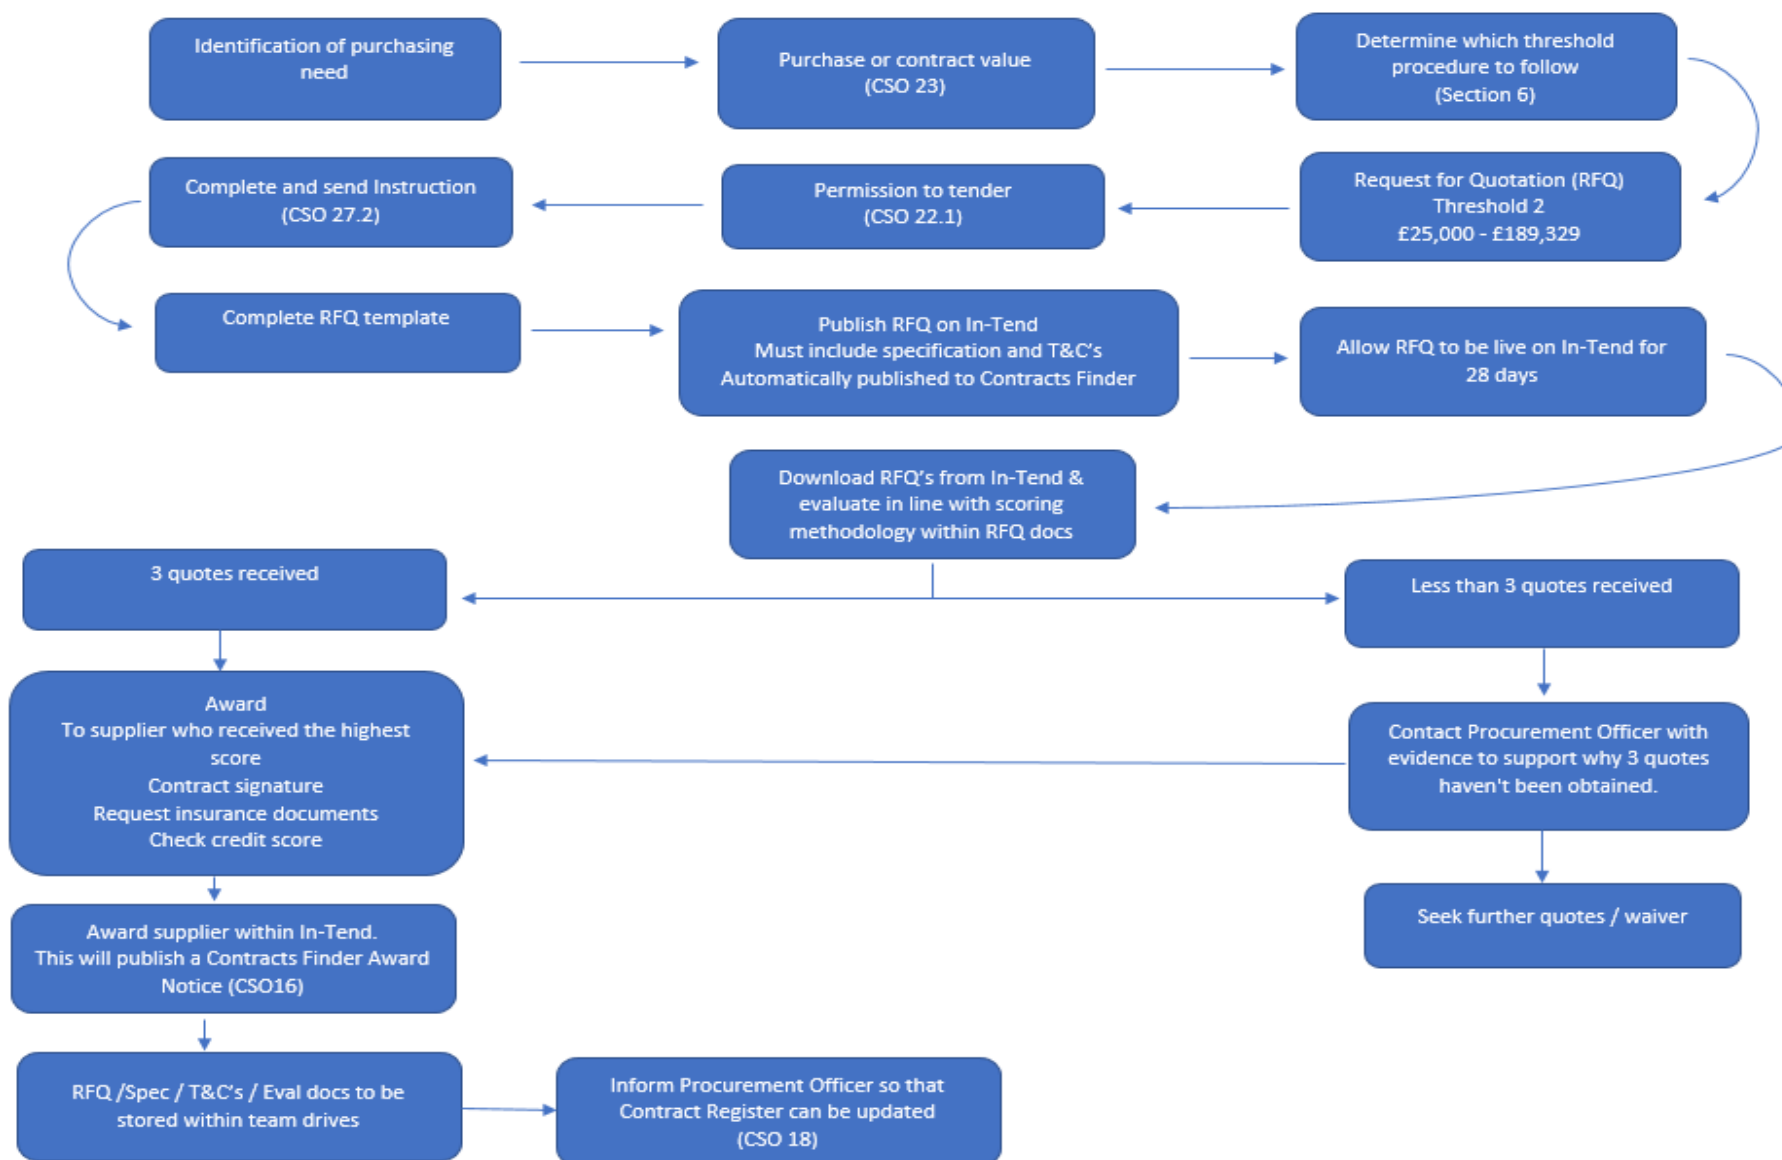 Identification of purchasing
need
Purchase or contract value
(CSO 23)
Determine which threshold
procedure to follow
(Section 6)
Request for Quotation (RFQ)
Threshold 2
£25,000 - £189,329
Permission to tender
(CSO 22.1)
Complete and send Instruction
(CSO 27.2)
Complete RFQ template
Publish RFQ on In-Tend
Must include specification and T&C's
Automatically published to Contracts Finder
Allow RFQ to be live on In-Tend for
28 days
Download RFQ's from In-Tend &
evaluate in line with scoring
methodology within RFQ docs
3 quotes received
Less than 3 quotes received
Award
To supplier who received the highest
score
Contract signature
Request insurance documents
Check credit score
Contact Procurement Officer with
evidence to support why 3 quotes
haven't been obtained.
Seek further quotes / waiver
Award supplier within In-Tend.
This will publish a Contracts Finder Award
Notice (CSO16)
RFQ /Spec / T&C's / Eval docs to be
stored within team drives
Inform Procurement Officer so that
Contract Register can be updated
(CSO 18)